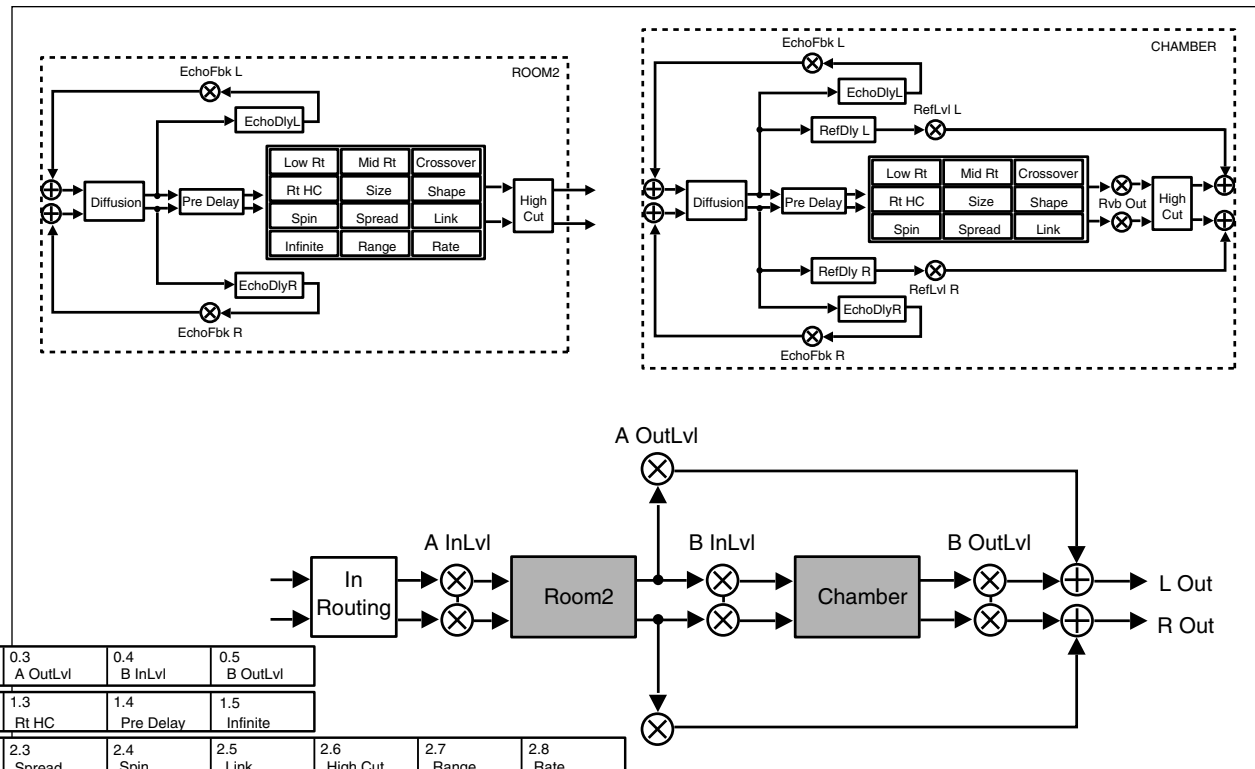 EchoFbk L
ROOM2
EchoDlyL
Low Rt Mid Rt Crossover
Rt HC Size Shape
Spin Spread Link
Infinite Range Rate
Diffusion
Pre Delay
High
Cut
EchoDlyR
EchoFbk R
EchoFbk L
CHAMBER
EchoDlyL
RefLvl L
RefDly L
Low Rt Mid Rt Crossover
Rt HC Size Shape
Spin Spread Link
Diffusion
Pre Delay
Rvb Out
High
Cut
RefDly R
RefLvl R
EchoDlyR
EchoFbk R
A OutLvl
A InLvl
B InLvl
B OutLvl
In
Routing
Room2
Chamber
L Out
R Out
0.3 0.4 0.5
A OutLvl B InLvl B OutLvl
1.3 1.4 1.5
Rt HC Pre Delay Infinite
2.3 2.4 2.5 2.6 2.7 2.8
Spread Spin Link High Cut Range Rate